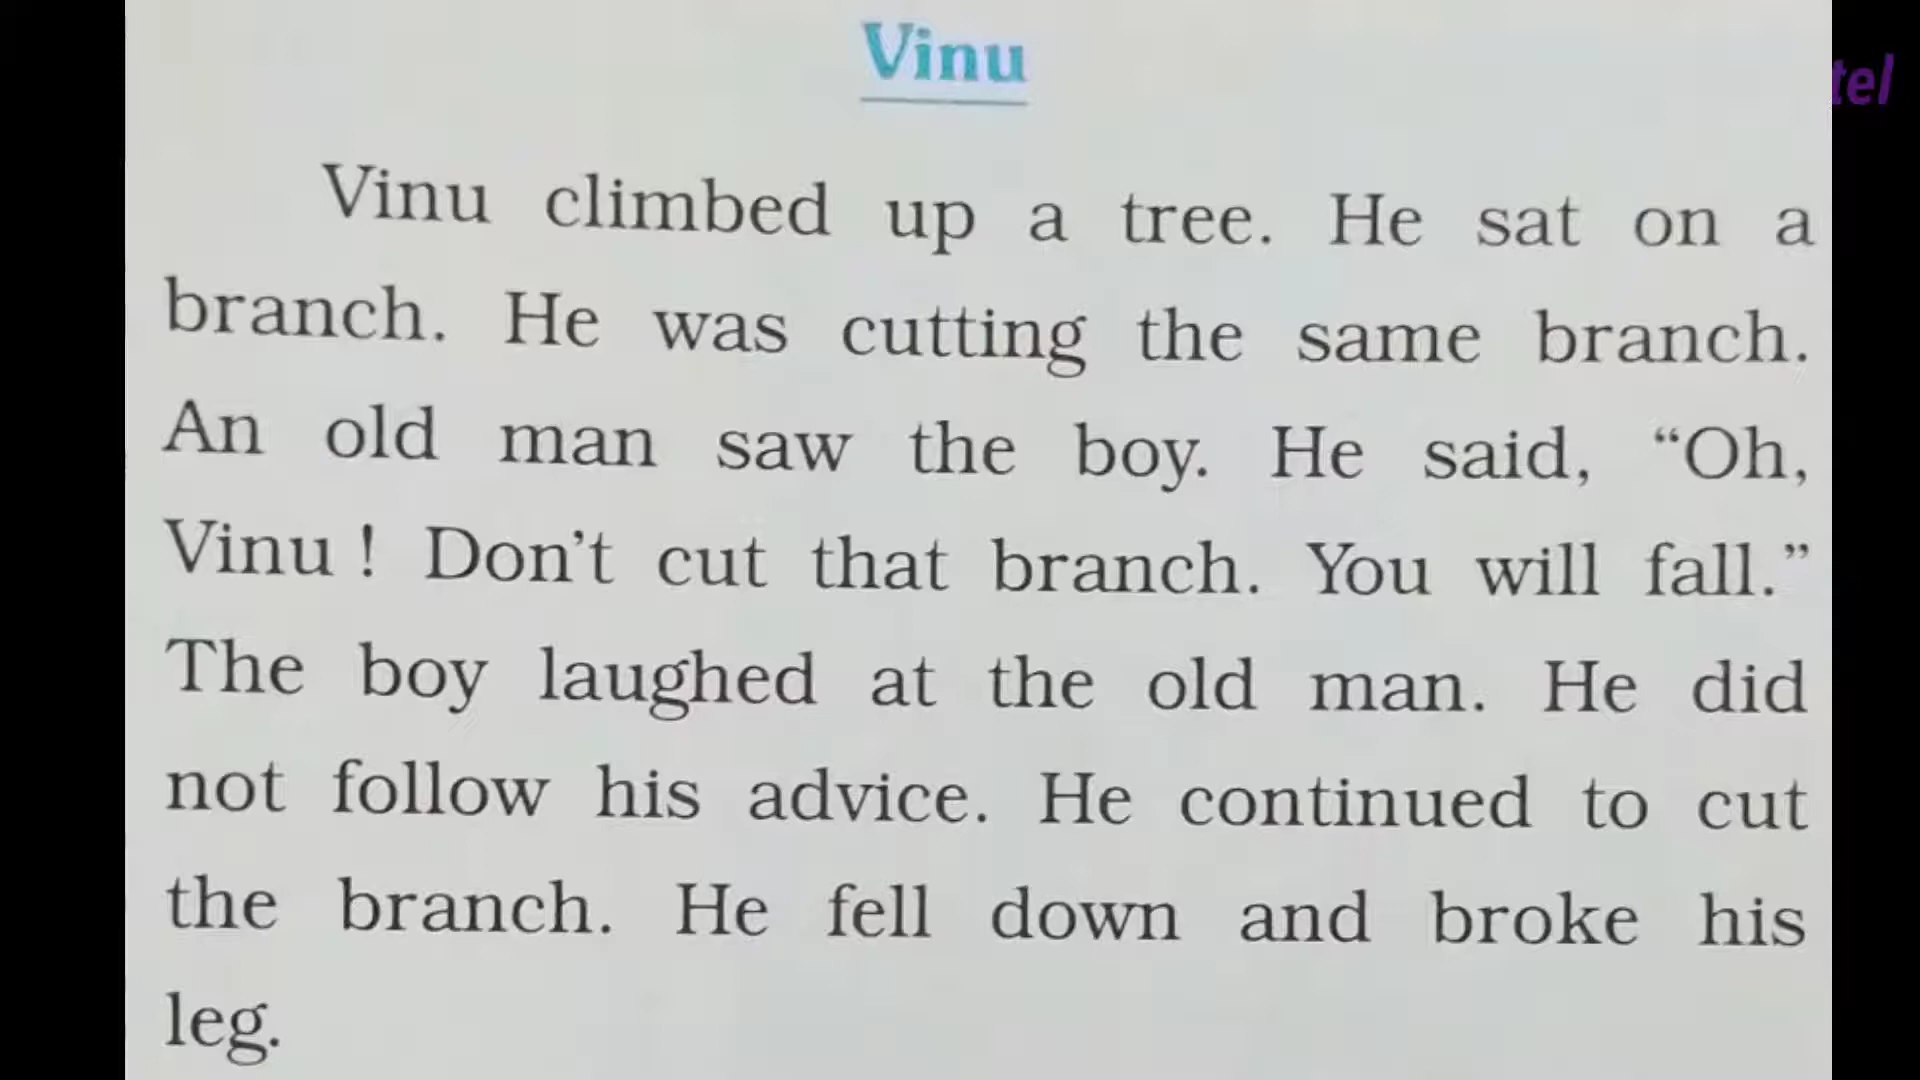 Vinu
tel
Vinu climbed up a tree. He sat on a
branch. He was cutting the same branch.
An old man saw the boy. He said, “Oh,
Vinu ! Don’t cut that branch. You will fall.”
The boy laughed at the old man. He did
not follow his advice. He continued to cut
the branch. He fell down and broke his
leg.